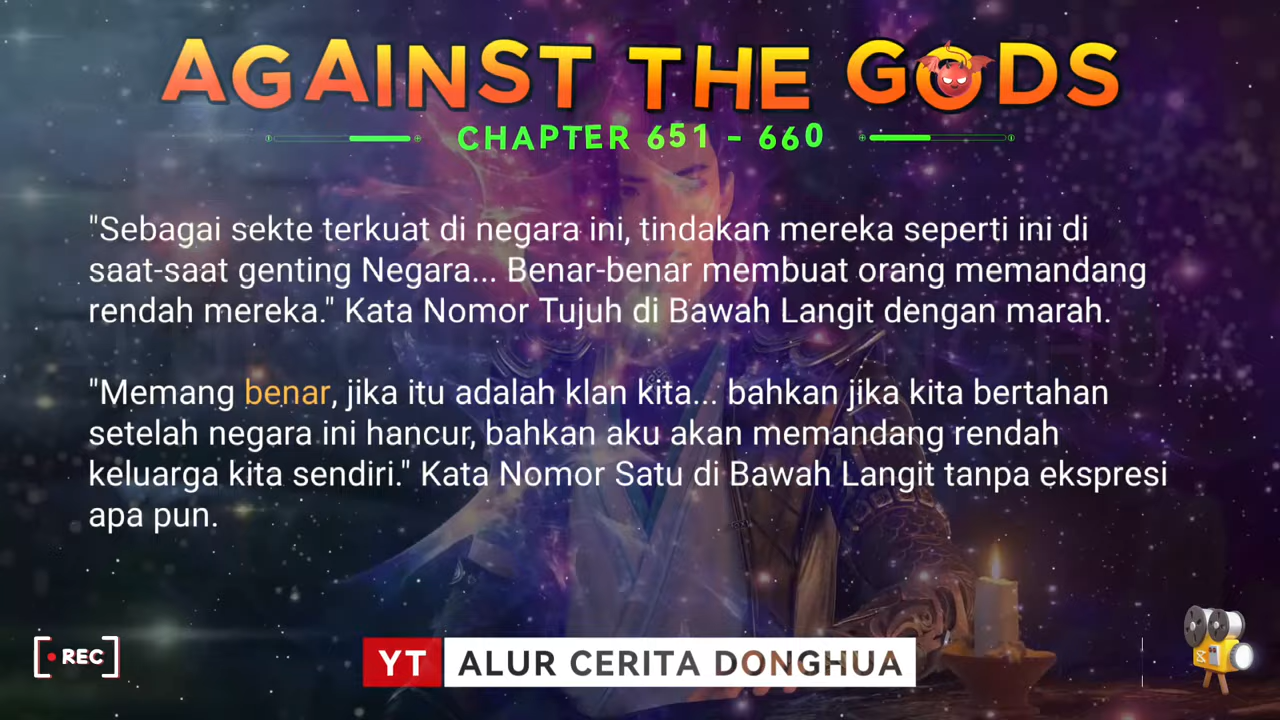 AGAINST THE GODS
CHAPTER 651 - 660
"Sebagai sekte terkuat di negara ini, tindakan mereka seperti ini di
saat-saat genting Negara... Benar-benar membuat orang memandang
rendah mereka." Kata Nomor Tujuh di Bawah Langit dengan marah.
"Memang benar, jika itu adalah klan kita... bahkan jika kita bertahan
setelah negara ini hancur, bahkan aku akan memandang rendah
keluarga kita sendiri." Kata Nomor Satu di Bawah Langit tanpa ekspresi
apa pun.
REC
YT ALUR CERITA DONGHUA